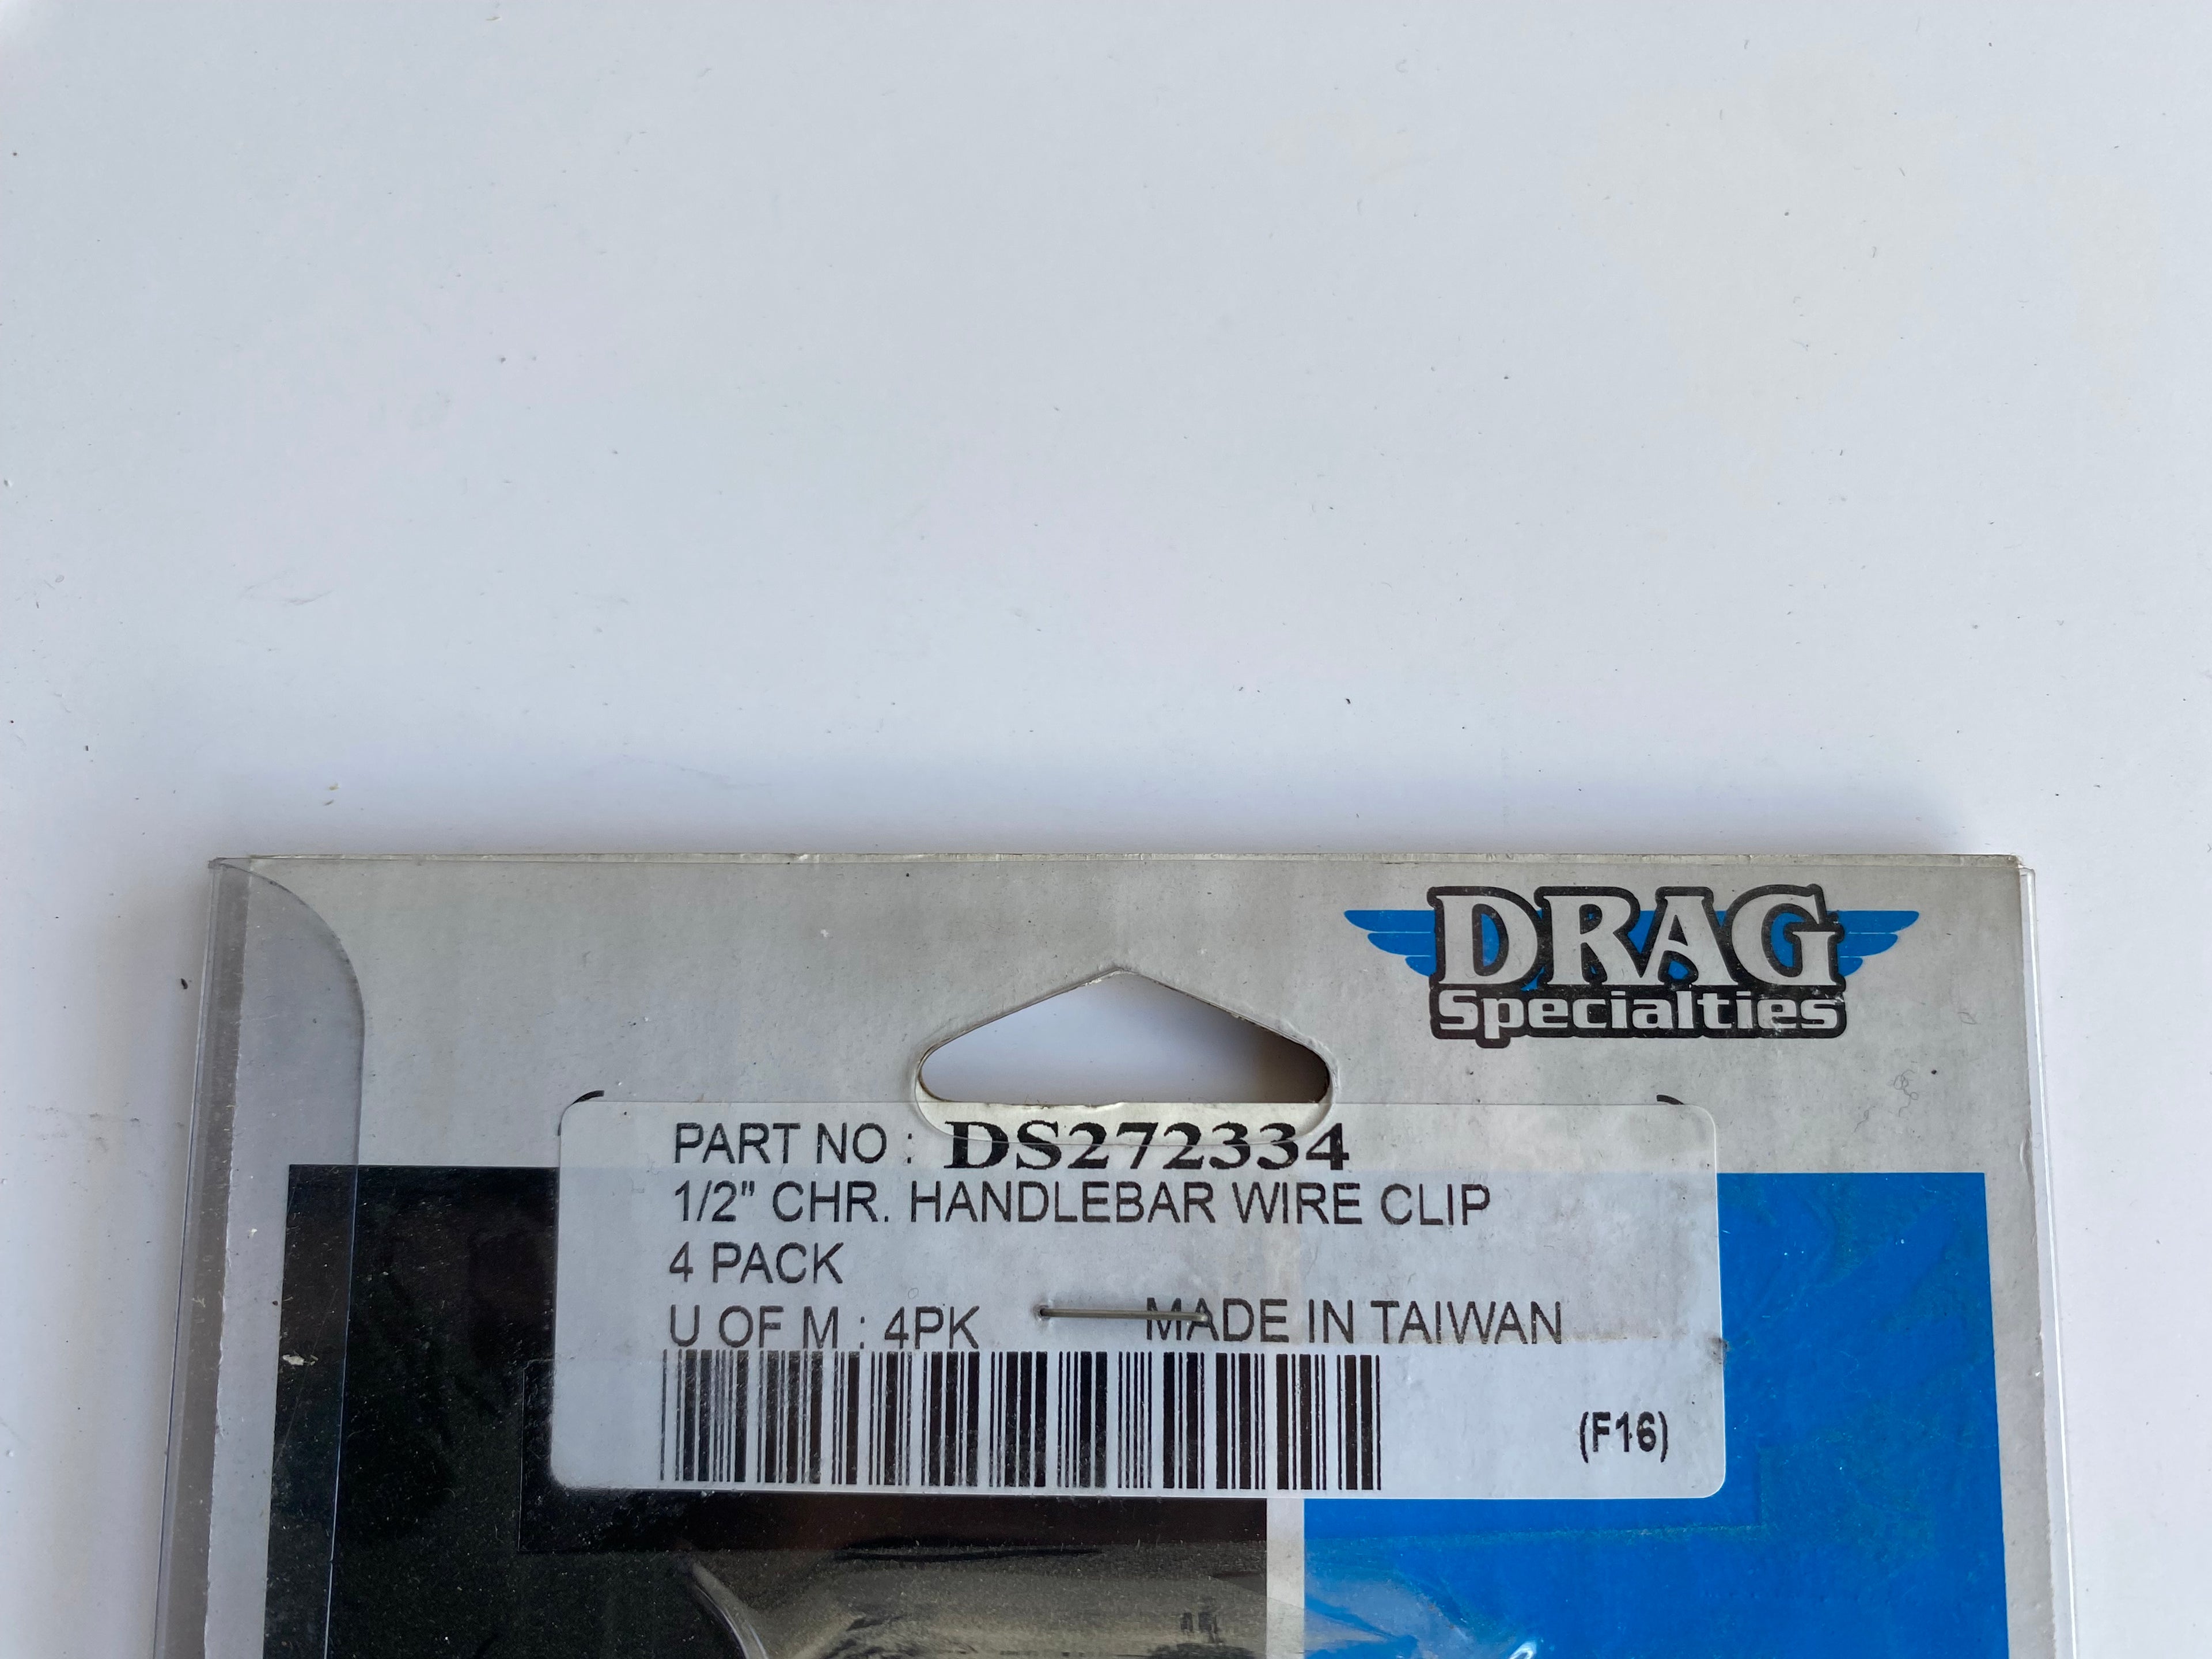 DRAG
Specialties
PART NO : DS272334
1/2" CHR. HANDLEBAR WIRE CLIP
4 PACK
U OF M : 4PK MADE IN TAIWAN
(F16)